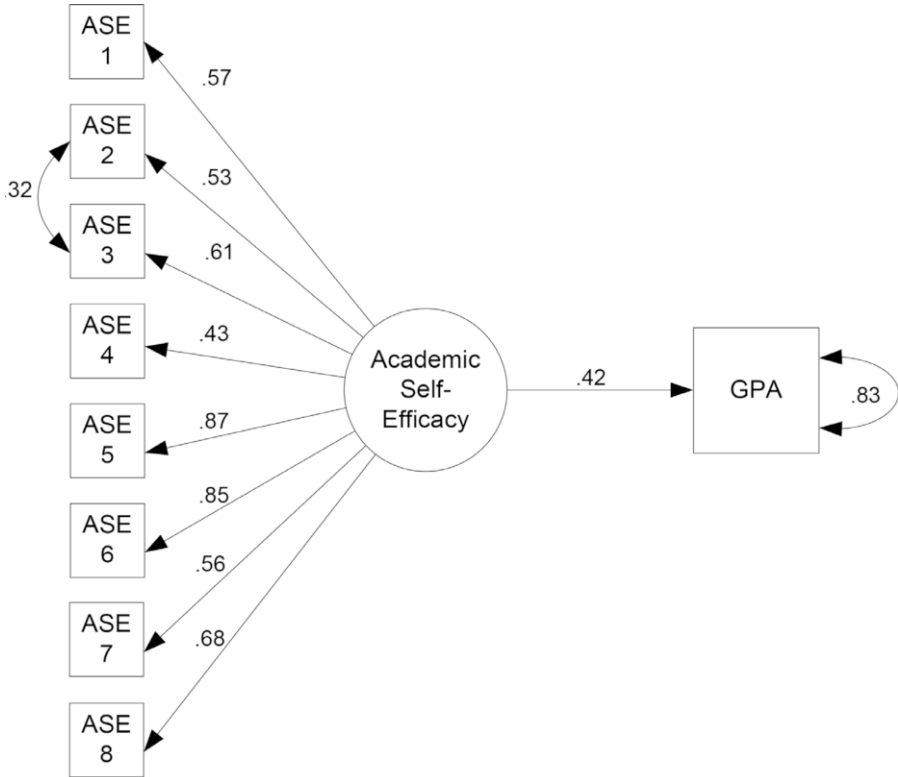 ASE
1
.57
ASE
2
.53
.32
ASE
3
.61
ASE
4
.43
Academic
Self-
Efficacy
.42
GPA
.83
ASE
5
.87
ASE
6
.85
ASE
7
.56
ASE
8
.68